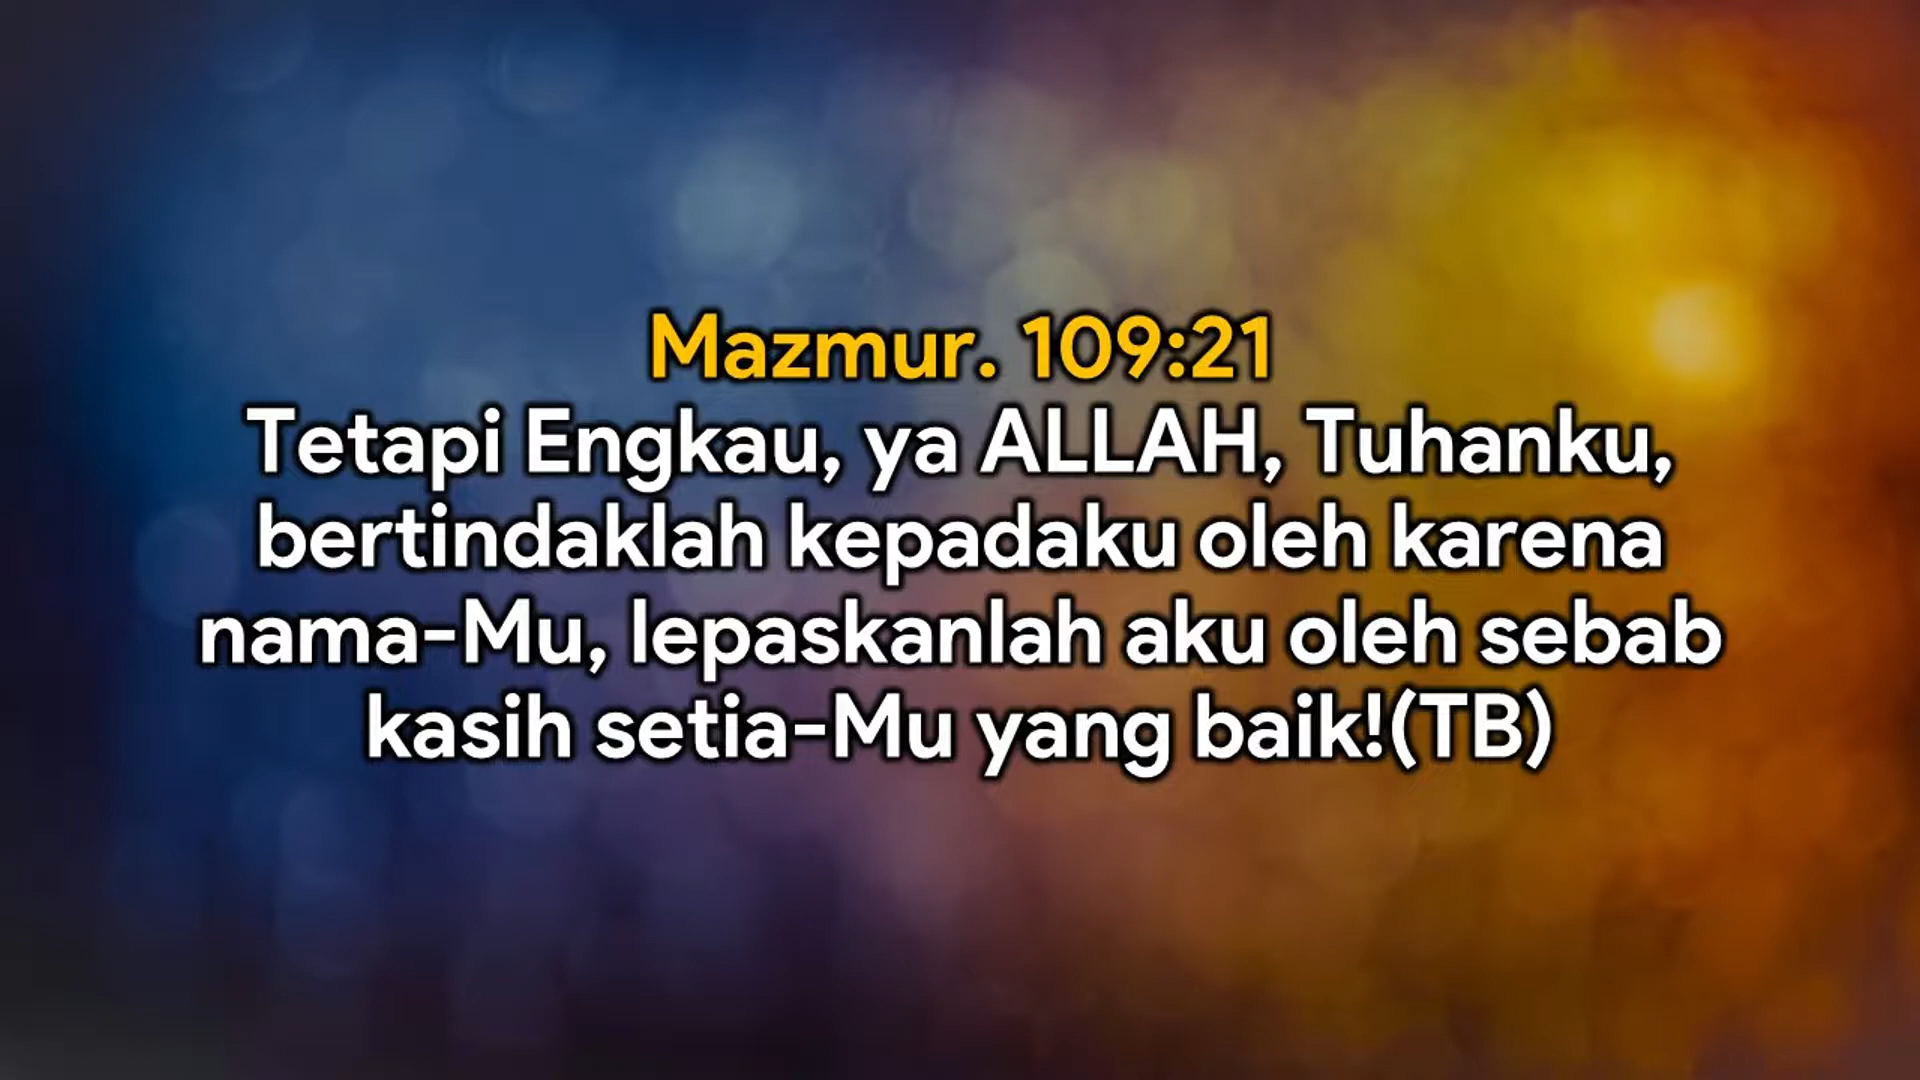 Mazmur. 109:21
Tetapi Engkau, ya ALLAH, Tuhanku,
bertindaklah kepadaku oleh karena
nama-Mu, lepaskanlah aku oleh sebab
kasih setia-Mu yang baik!(TB)